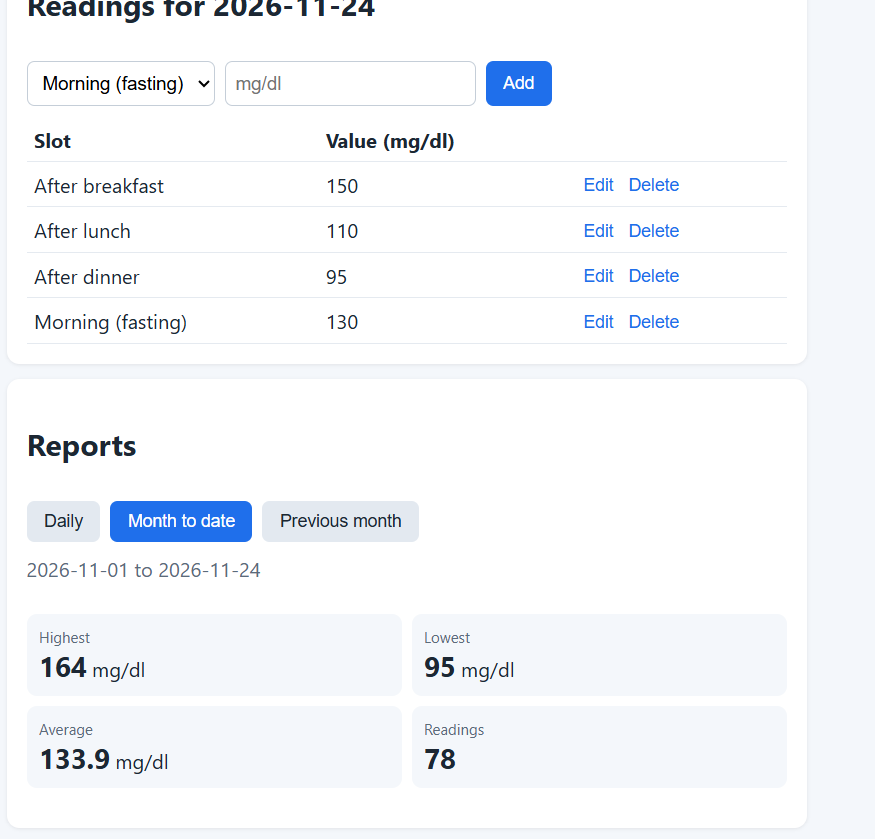 Readings for 2026-11-24
Morning (fasting) mg/dl Add
Slot Value (mg/dl)
After breakfast 150 Edit Delete
After lunch 110 Edit Delete
After dinner 95 Edit Delete
Morning (fasting) 130 Edit Delete
Reports
Daily Month to date Previous month
2026-11-01 to 2026-11-24
Highest Lowest
164 mg/dl 95 mg/dl
Average Readings
133.9 mg/dl 78